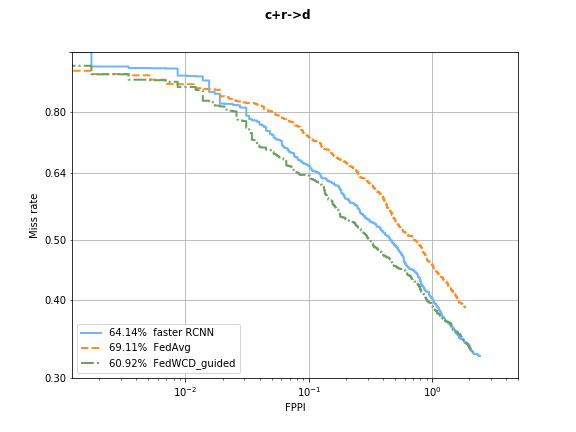 c+r->d
Miss rate
0.80
0.64
0.50
0.40
0.30
64.14% faster RCNN
69.11% FedAvg
60.92% FedWCD_guided
10⁻² 10⁻¹ 10⁰
FPPI